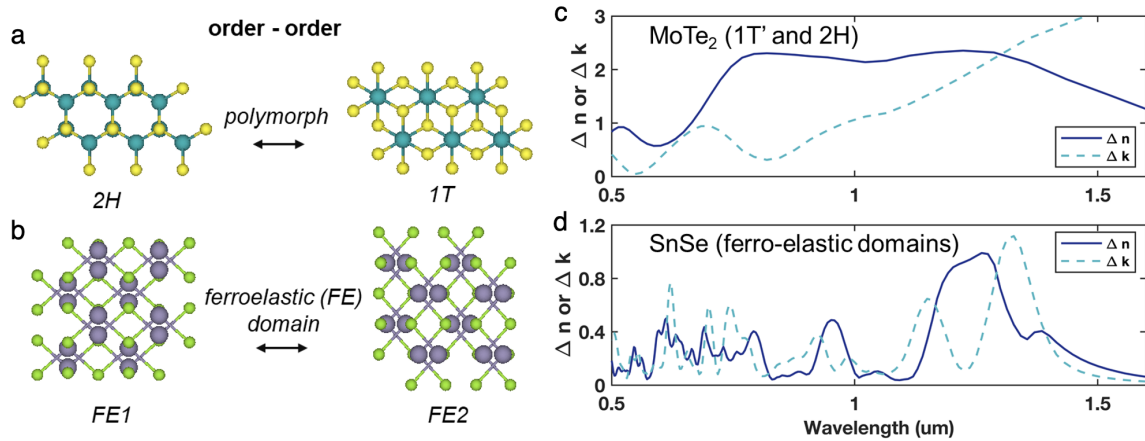 a
order - order
polymorph
2H
1T
b
ferroelastic (FE)
domain
FE1
FE2
c
MoTe₂ (1T’ and 2H)
Δ n or Δ k
3
2
1
0
Δ n
Δ k
0.5
1
1.5
d
SnSe (ferro-elastic domains)
Δ n or Δ k
1.2
0.8
0.4
0
Δ n
Δ k
0.5
1
1.5
Wavelength (um)